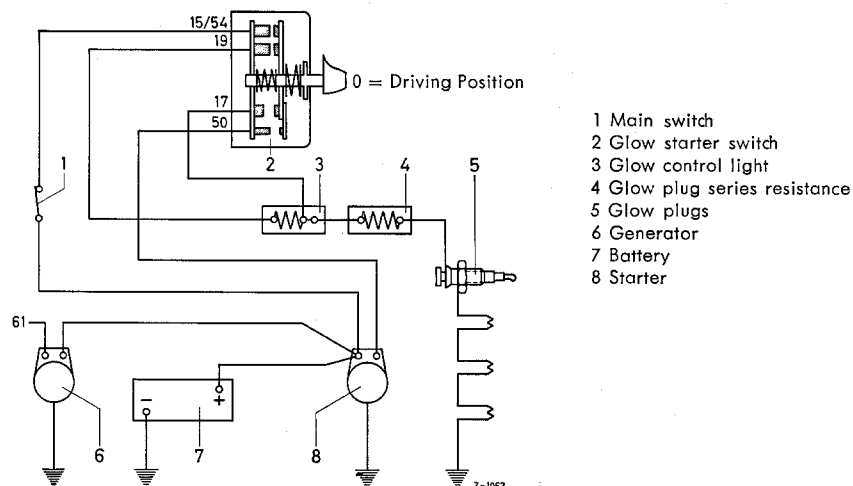 15/54
19
0 = Driving Position
17
50
1
2
3
4
5
1 Main switch
2 Glow starter switch
3 Glow control light
4 Glow plug series resistance
5 Glow plugs
6 Generator
7 Battery
8 Starter
61
− +
6
7
8